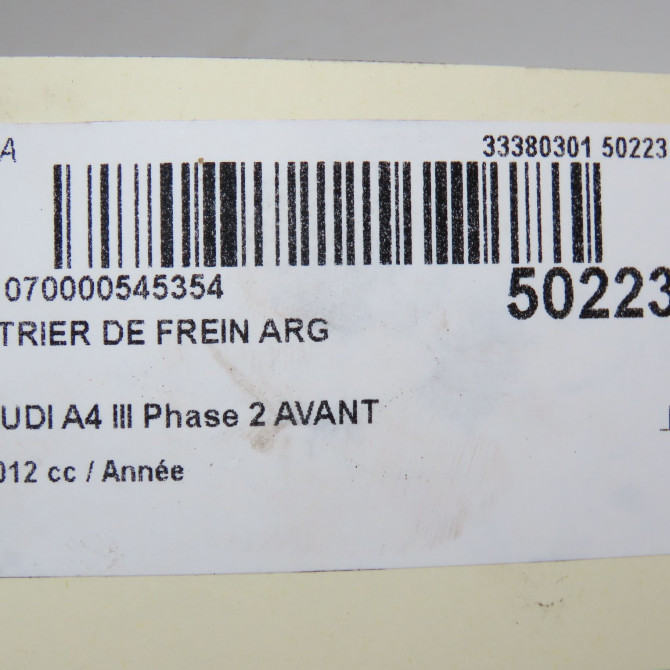 A 33380301 50223
070000545354 50223
TRIER DE FREIN ARG
UDI A4 III Phase 2 AVANT
012 cc / Année